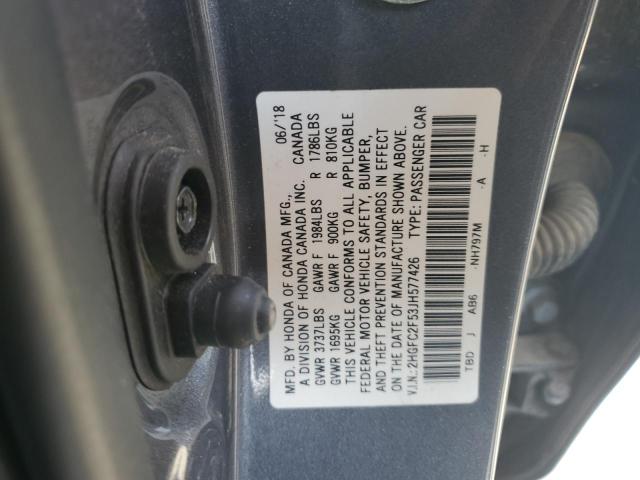 MFD. BY HONDA OF CANADA MFG., 06/'18
A DIVISION OF HONDA CANADA INC. CANADA
GVWR 3737LBS GAWR F 1984LBS R 1786LBS
GVWR 1695KG GAWR F 900KG R 810KG
THIS VEHICLE CONFORMS TO ALL APPLICABLE
FEDERAL MOTOR VEHICLE SAFETY, BUMPER,
AND THEFT PREVENTION STANDARDS IN EFFECT
ON THE DATE OF MANUFACTURE SHOWN ABOVE.
V.I.N.:2HGFC2F53JH577426 TYPE: PASSENGER CAR
TBD J AB6 -NH797M -A -H